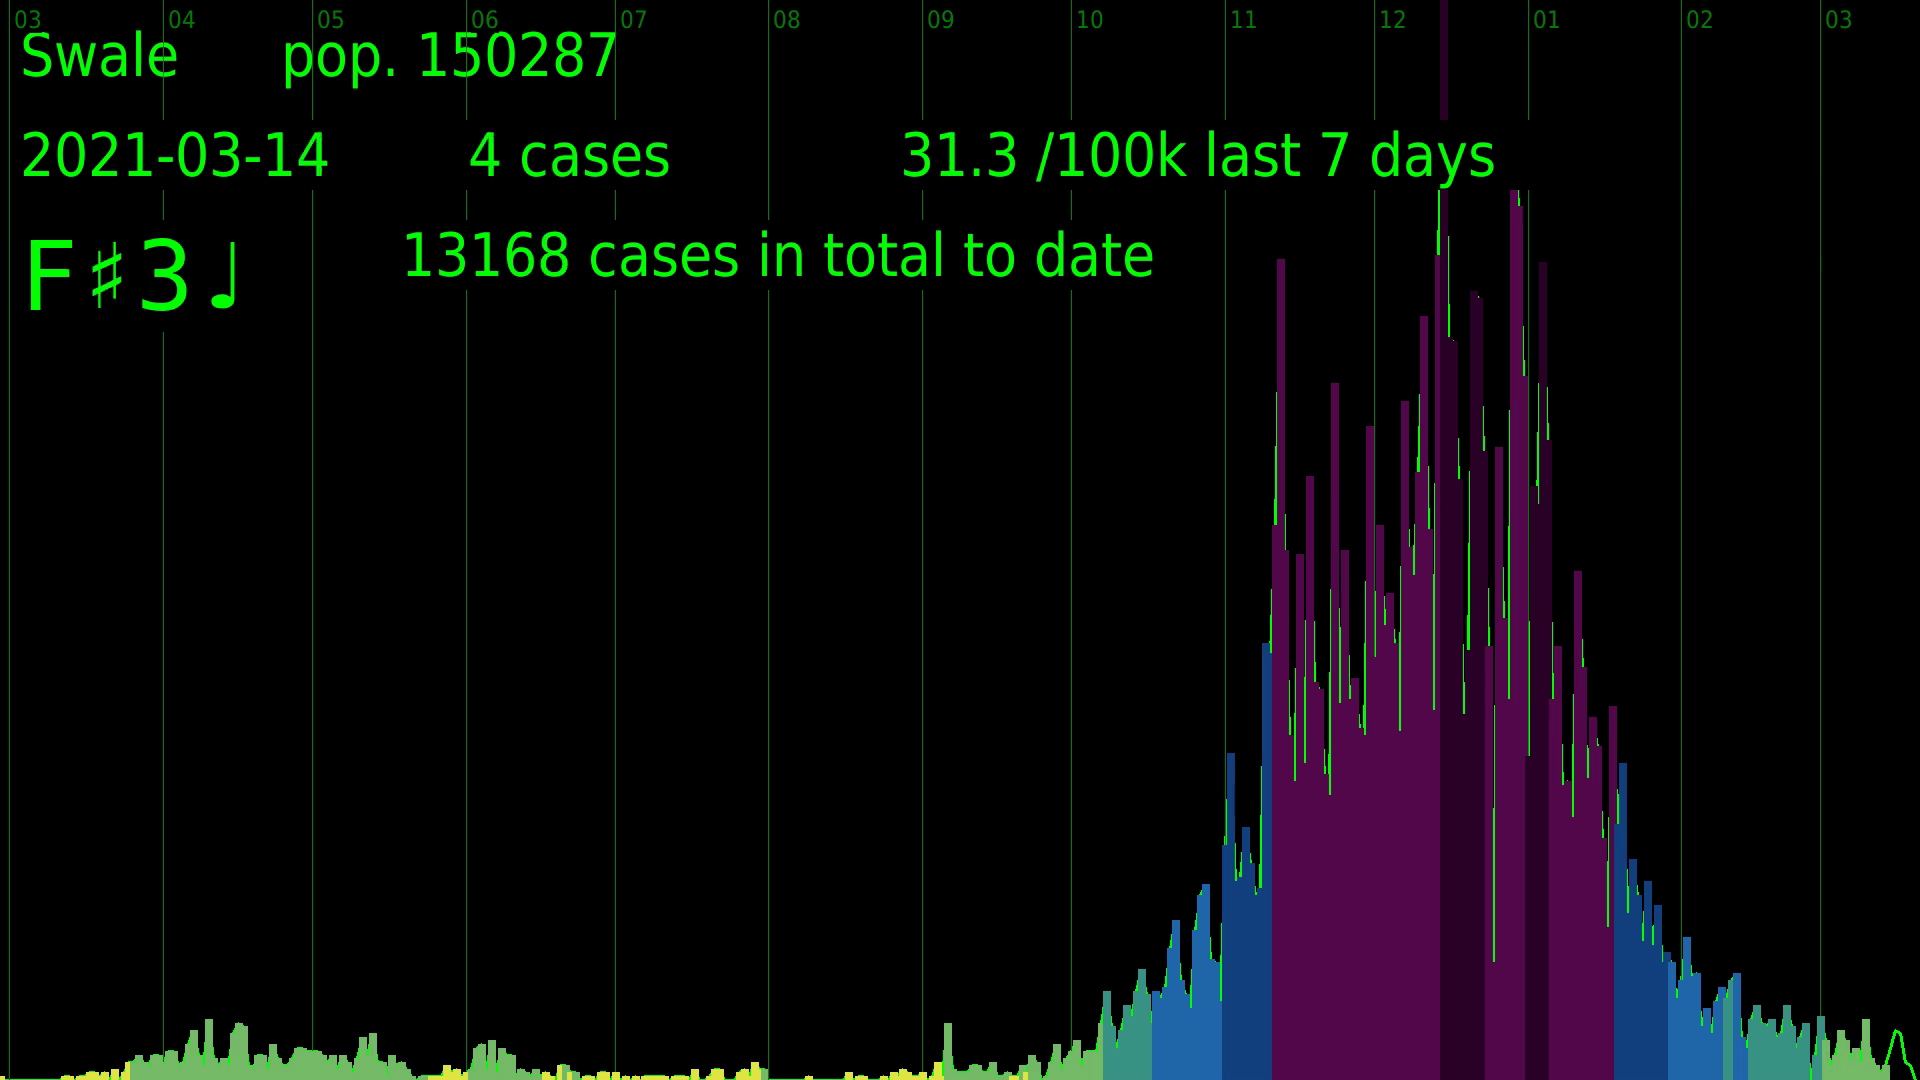 03 04 05 06 07 08 09 10 11 12 01 02 03
Swale pop. 150287
2021-03-14 4 cases 31.3 /100k last 7 days
F♯3♩ 13168 cases in total to date